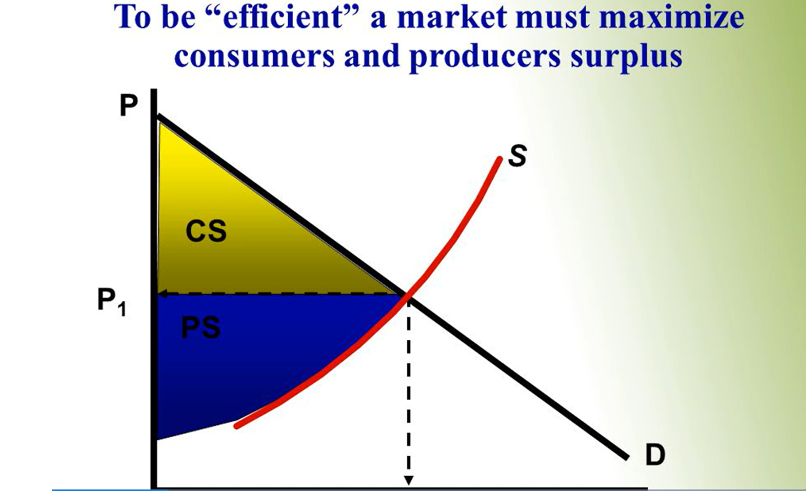 To be “efficient” a market must maximize
consumers and producers surplus
P
S
CS
P₁
PS
D